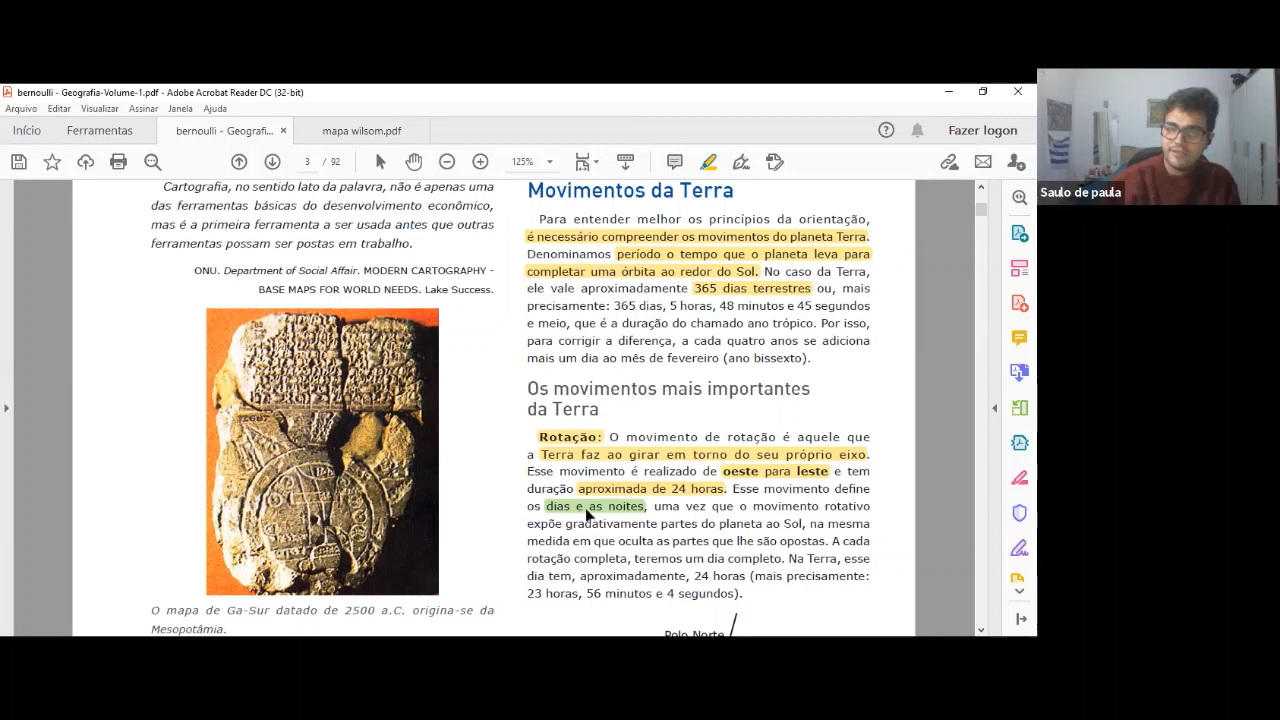 bernoulli - Geografia-Volume-1.pdf - Adobe Acrobat Reader DC (32-bit)
Arquivo Editar Visualizar Assinar Janela Ajuda
Início Ferramentas bernoulli - Geografi... × mapa wilsom.pdf Fazer logon
3 / 92 125%
Saulo de paula
Cartografia, no sentido lato da palavra, não é apenas uma
das ferramentas básicas do desenvolvimento econômico,
mas é a primeira ferramenta a ser usada antes que outras
ferramentas possam ser postas em trabalho.
ONU. Department of Social Affair. MODERN CARTOGRAPHY -
BASE MAPS FOR WORLD NEEDS. Lake Success.
O mapa de Ga-Sur datado de 2500 a.C. origina-se da
Mesopotâmia.
Movimentos da Terra
Para entender melhor os princípios da orientação,
é necessário compreender os movimentos do planeta Terra.
Denominamos período o tempo que o planeta leva para
completar uma órbita ao redor do Sol. No caso da Terra,
ele vale aproximadamente 365 dias terrestres ou, mais
precisamente: 365 dias, 5 horas, 48 minutos e 45 segundos
e meio, que é a duração do chamado ano trópico. Por isso,
para corrigir a diferença, a cada quatro anos se adiciona
mais um dia ao mês de fevereiro (ano bissexto).
Os movimentos mais importantes
da Terra
Rotação: O movimento de rotação é aquele que
a Terra faz ao girar em torno do seu próprio eixo.
Esse movimento é realizado de oeste para leste e tem
duração aproximada de 24 horas. Esse movimento define
os dias e as noites, uma vez que o movimento rotativo
expõe gradativamente partes do planeta ao Sol, na mesma
medida em que oculta as partes que lhe são opostas. A cada
rotação completa, teremos um dia completo. Na Terra, esse
dia tem, aproximadamente, 24 horas (mais precisamente:
23 horas, 56 minutos e 4 segundos).
Polo Norte